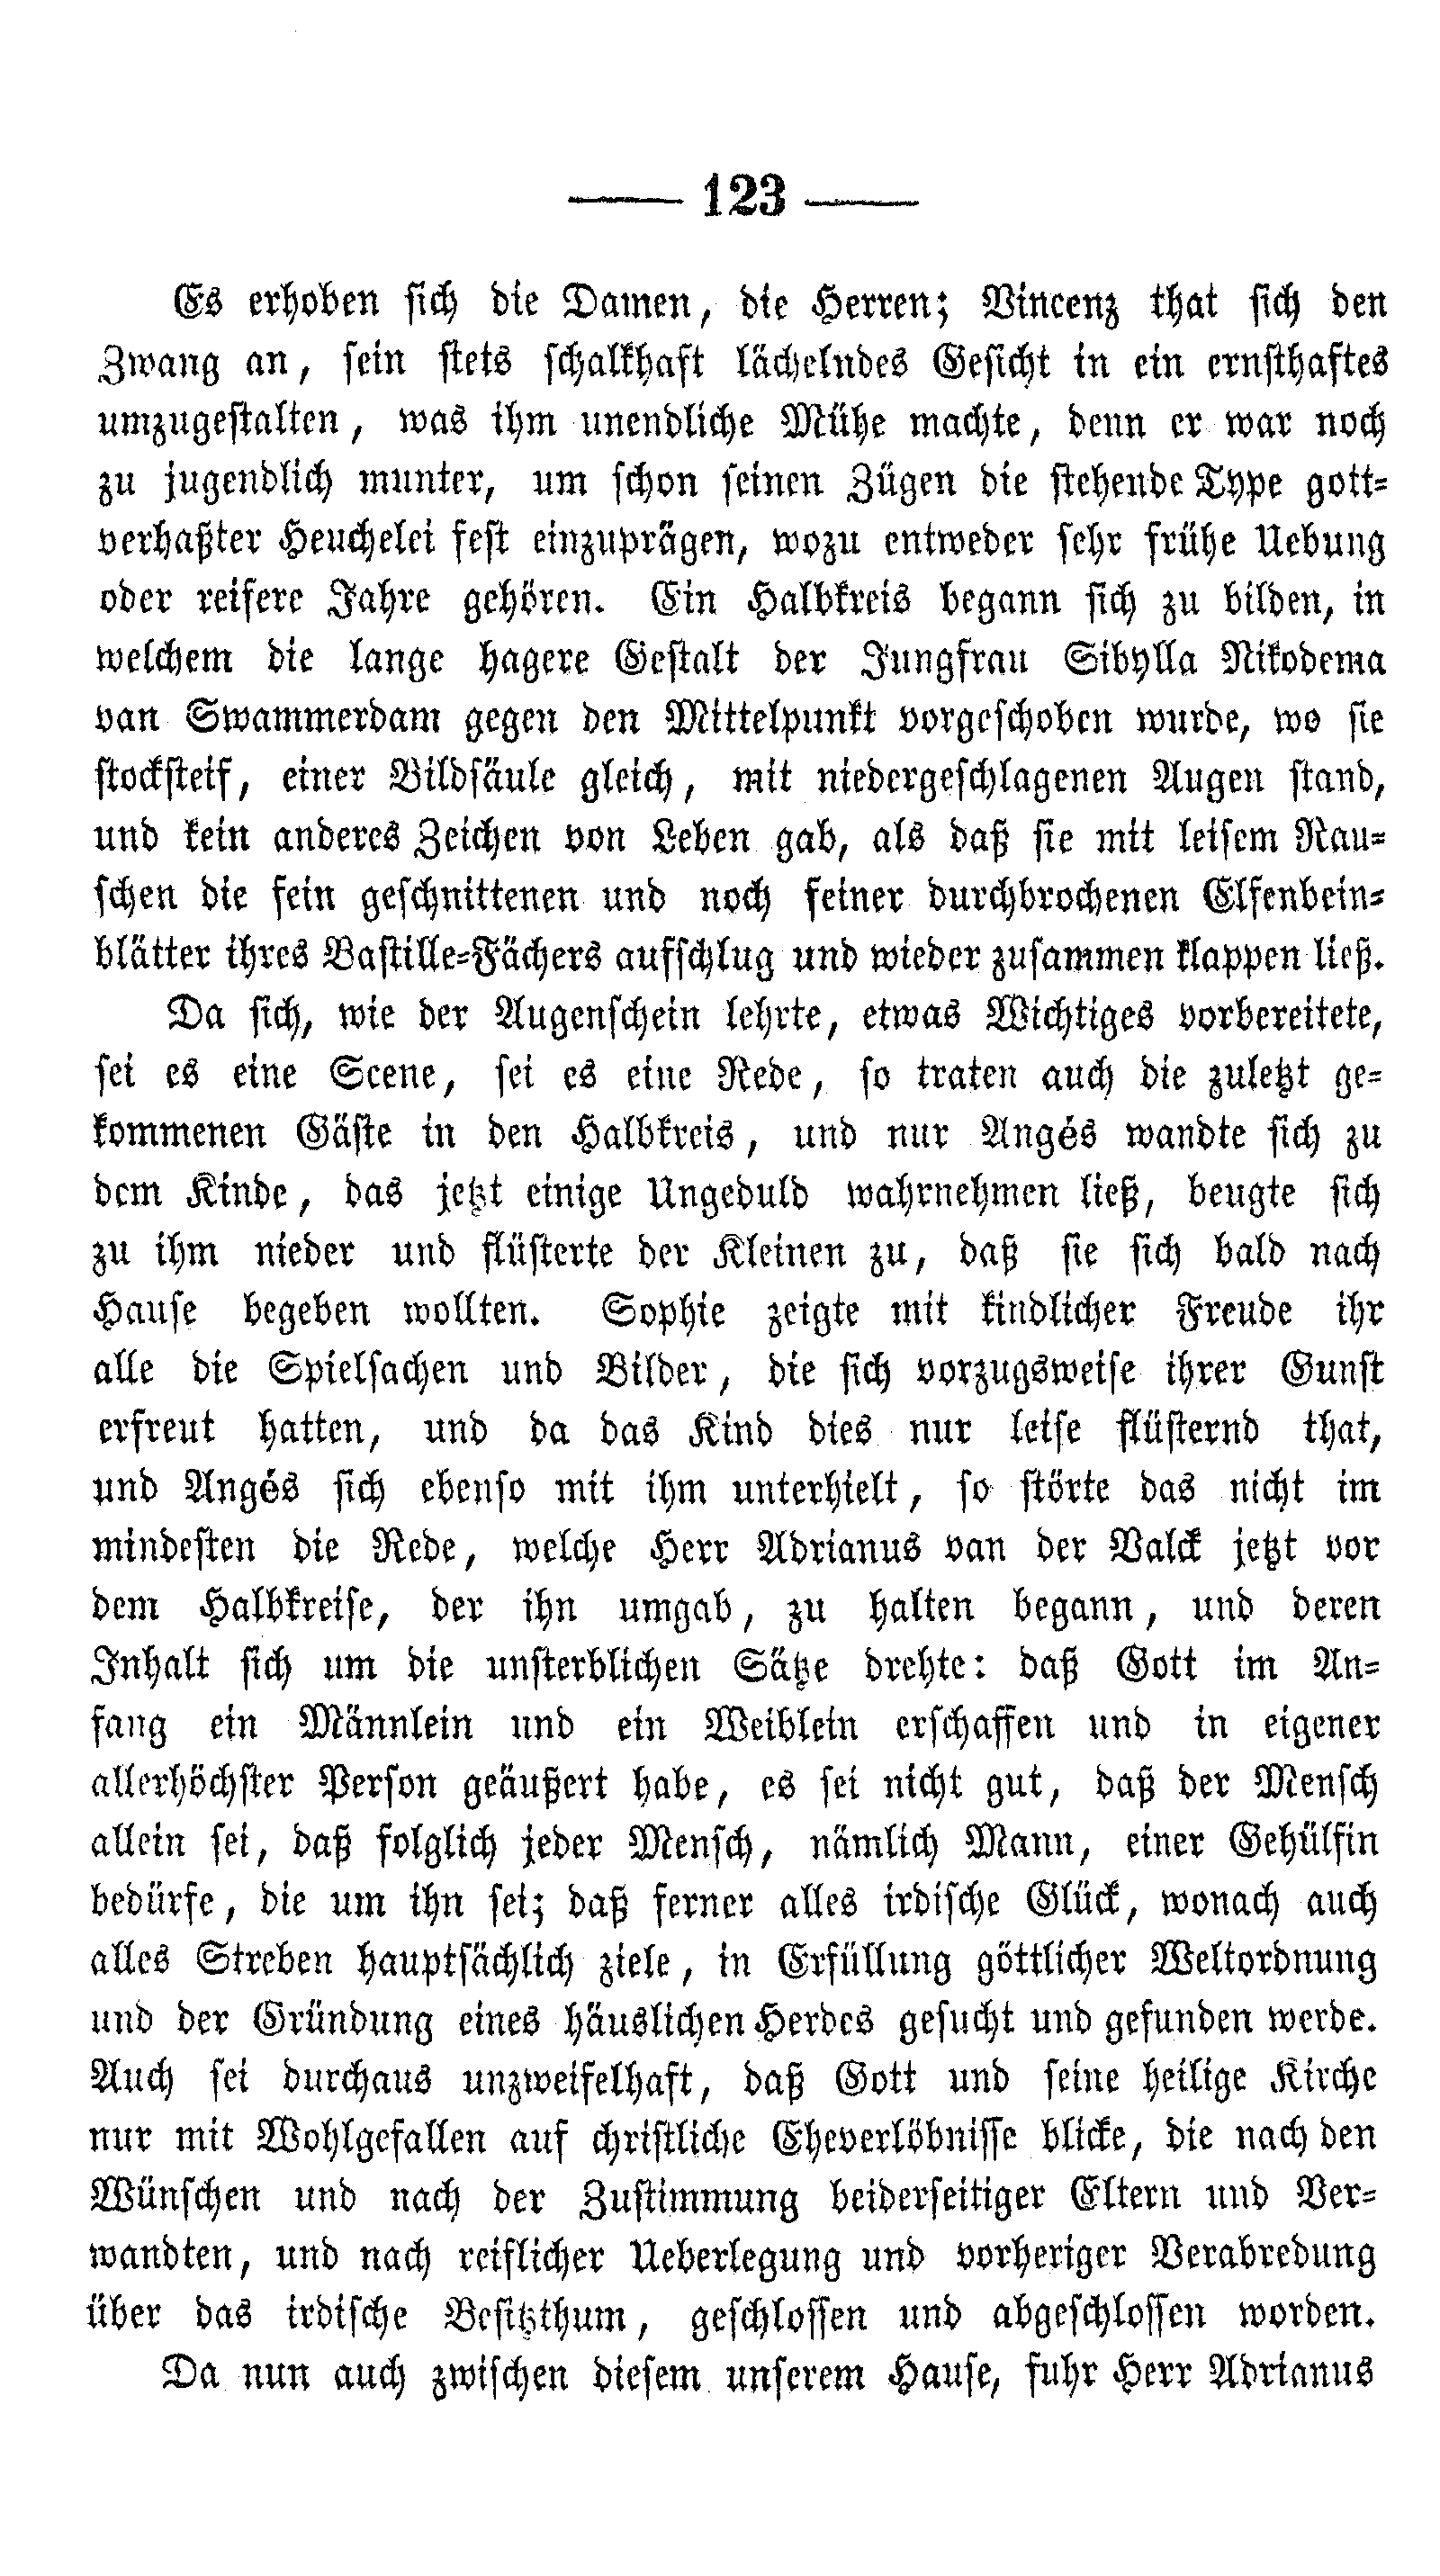 — 123 —
Es erhoben sich die Damen, die Herren; Vincenz that sich den
Zwang an, sein stets schalkhaft lächelndes Gesicht in ein ernsthaftes
umzugestalten, was ihm unendliche Mühe machte, denn er war noch
zu jugendlich munter, um schon seinen Zügen die stehende Type gott-
verhaßter Heuchelei fest einzuprägen, wozu entweder sehr frühe Uebung
oder reifere Jahre gehören. Ein Halbkreis begann sich zu bilden, in
welchem die lange hagere Gestalt der Jungfrau Sibylla Nikodema
van Swammerdam gegen den Mittelpunkt vorgeschoben wurde, wo sie
stocksteif, einer Bildsäule gleich, mit niedergeschlagenen Augen stand,
und kein anderes Zeichen von Leben gab, als daß sie mit leisem Rau-
schen die fein geschnittenen und noch feiner durchbrochenen Elfenbein-
blätter ihres Bastille-Fächers aufschlug und wieder zusammen klappen ließ.
Da sich, wie der Augenschein lehrte, etwas Wichtiges vorbereitete,
sei es eine Scene, sei es eine Rede, so traten auch die zuletzt ge-
kommenen Gäste in den Halbkreis, und nur Angés wandte sich zu
dem Kinde, das jetzt einige Ungeduld wahrnehmen ließ, beugte sich
zu ihm nieder und flüsterte der Kleinen zu, daß sie sich bald nach
Hause begeben wollten. Sophie zeigte mit kindlicher Freude ihr
alle die Spielsachen und Bilder, die sich vorzugsweise ihrer Gunst
erfreut hatten, und da das Kind dies nur leise flüsternd that,
und Angés sich ebenso mit ihm unterhielt, so störte das nicht im
mindesten die Rede, welche Herr Adrianus van der Valck jetzt vor
dem Halbkreise, der ihn umgab, zu halten begann, und deren
Inhalt sich um die unsterblichen Sätze drehte: daß Gott im An-
fang ein Männlein und ein Weiblein erschaffen und in eigener
allerhöchster Person geäußert habe, es sei nicht gut, daß der Mensch
allein sei, daß folglich jeder Mensch, nämlich Mann, einer Gehülfin
bedürfe, die um ihn sei; daß ferner alles irdische Glück, wonach auch
alles Streben hauptsächlich ziele, in Erfüllung göttlicher Weltordnung
und der Gründung eines häuslichen Herdes gesucht und gefunden werde.
Auch sei durchaus unzweifelhaft, daß Gott und seine heilige Kirche
nur mit Wohlgefallen auf christliche Eheverlöbnisse blicke, die nach den
Wünschen und nach der Zustimmung beiderseitiger Eltern und Ver-
wandten, und nach reiflicher Ueberlegung und vorheriger Verabredung
über das irdische Besitzthum, geschlossen und abgeschlossen worden.
Da nun auch zwischen diesem unserem Hause, fuhr Herr Adrianus